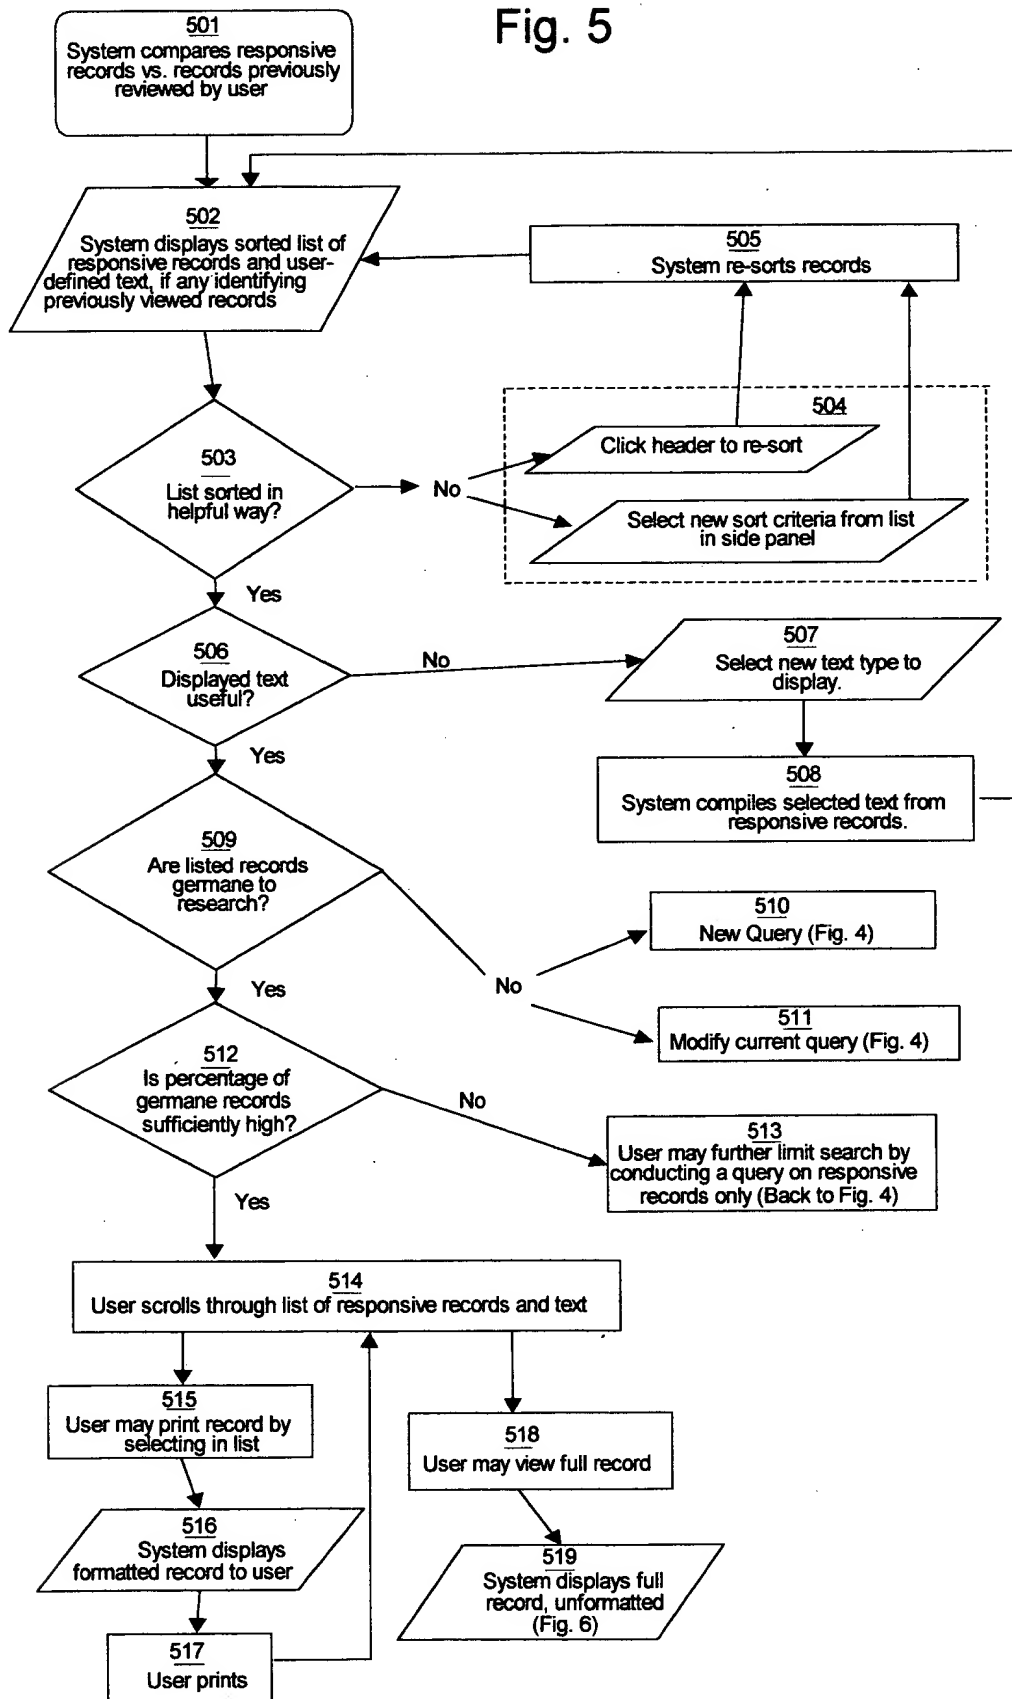 Fig. 5
501
System compares responsive
records vs. records previously
reviewed by user
502
System displays sorted list of
responsive records and user-
defined text, if any identifying
previously viewed records
505
System re-sorts records
504
Click header to re-sort
503
List sorted in
helpful way?
No
Select new sort criteria from list
in side panel
Yes
506
Displayed text
useful?
No
507
Select new text type to
display.
Yes
508
System compiles selected text from
responsive records.
509
Are listed records
germane to
research?
510
New Query (Fig. 4)
No
Yes
511
Modify current query (Fig. 4)
512
Is percentage of
germane records
sufficiently high?
No
513
User may further limit search by
conducting a query on responsive
records only (Back to Fig. 4)
Yes
514
User scrolls through list of responsive records and text
515
User may print record by
selecting in list
518
User may view full record
516
System displays
formatted record to user
519
System displays full
record, unformatted
(Fig. 6)
517
User prints